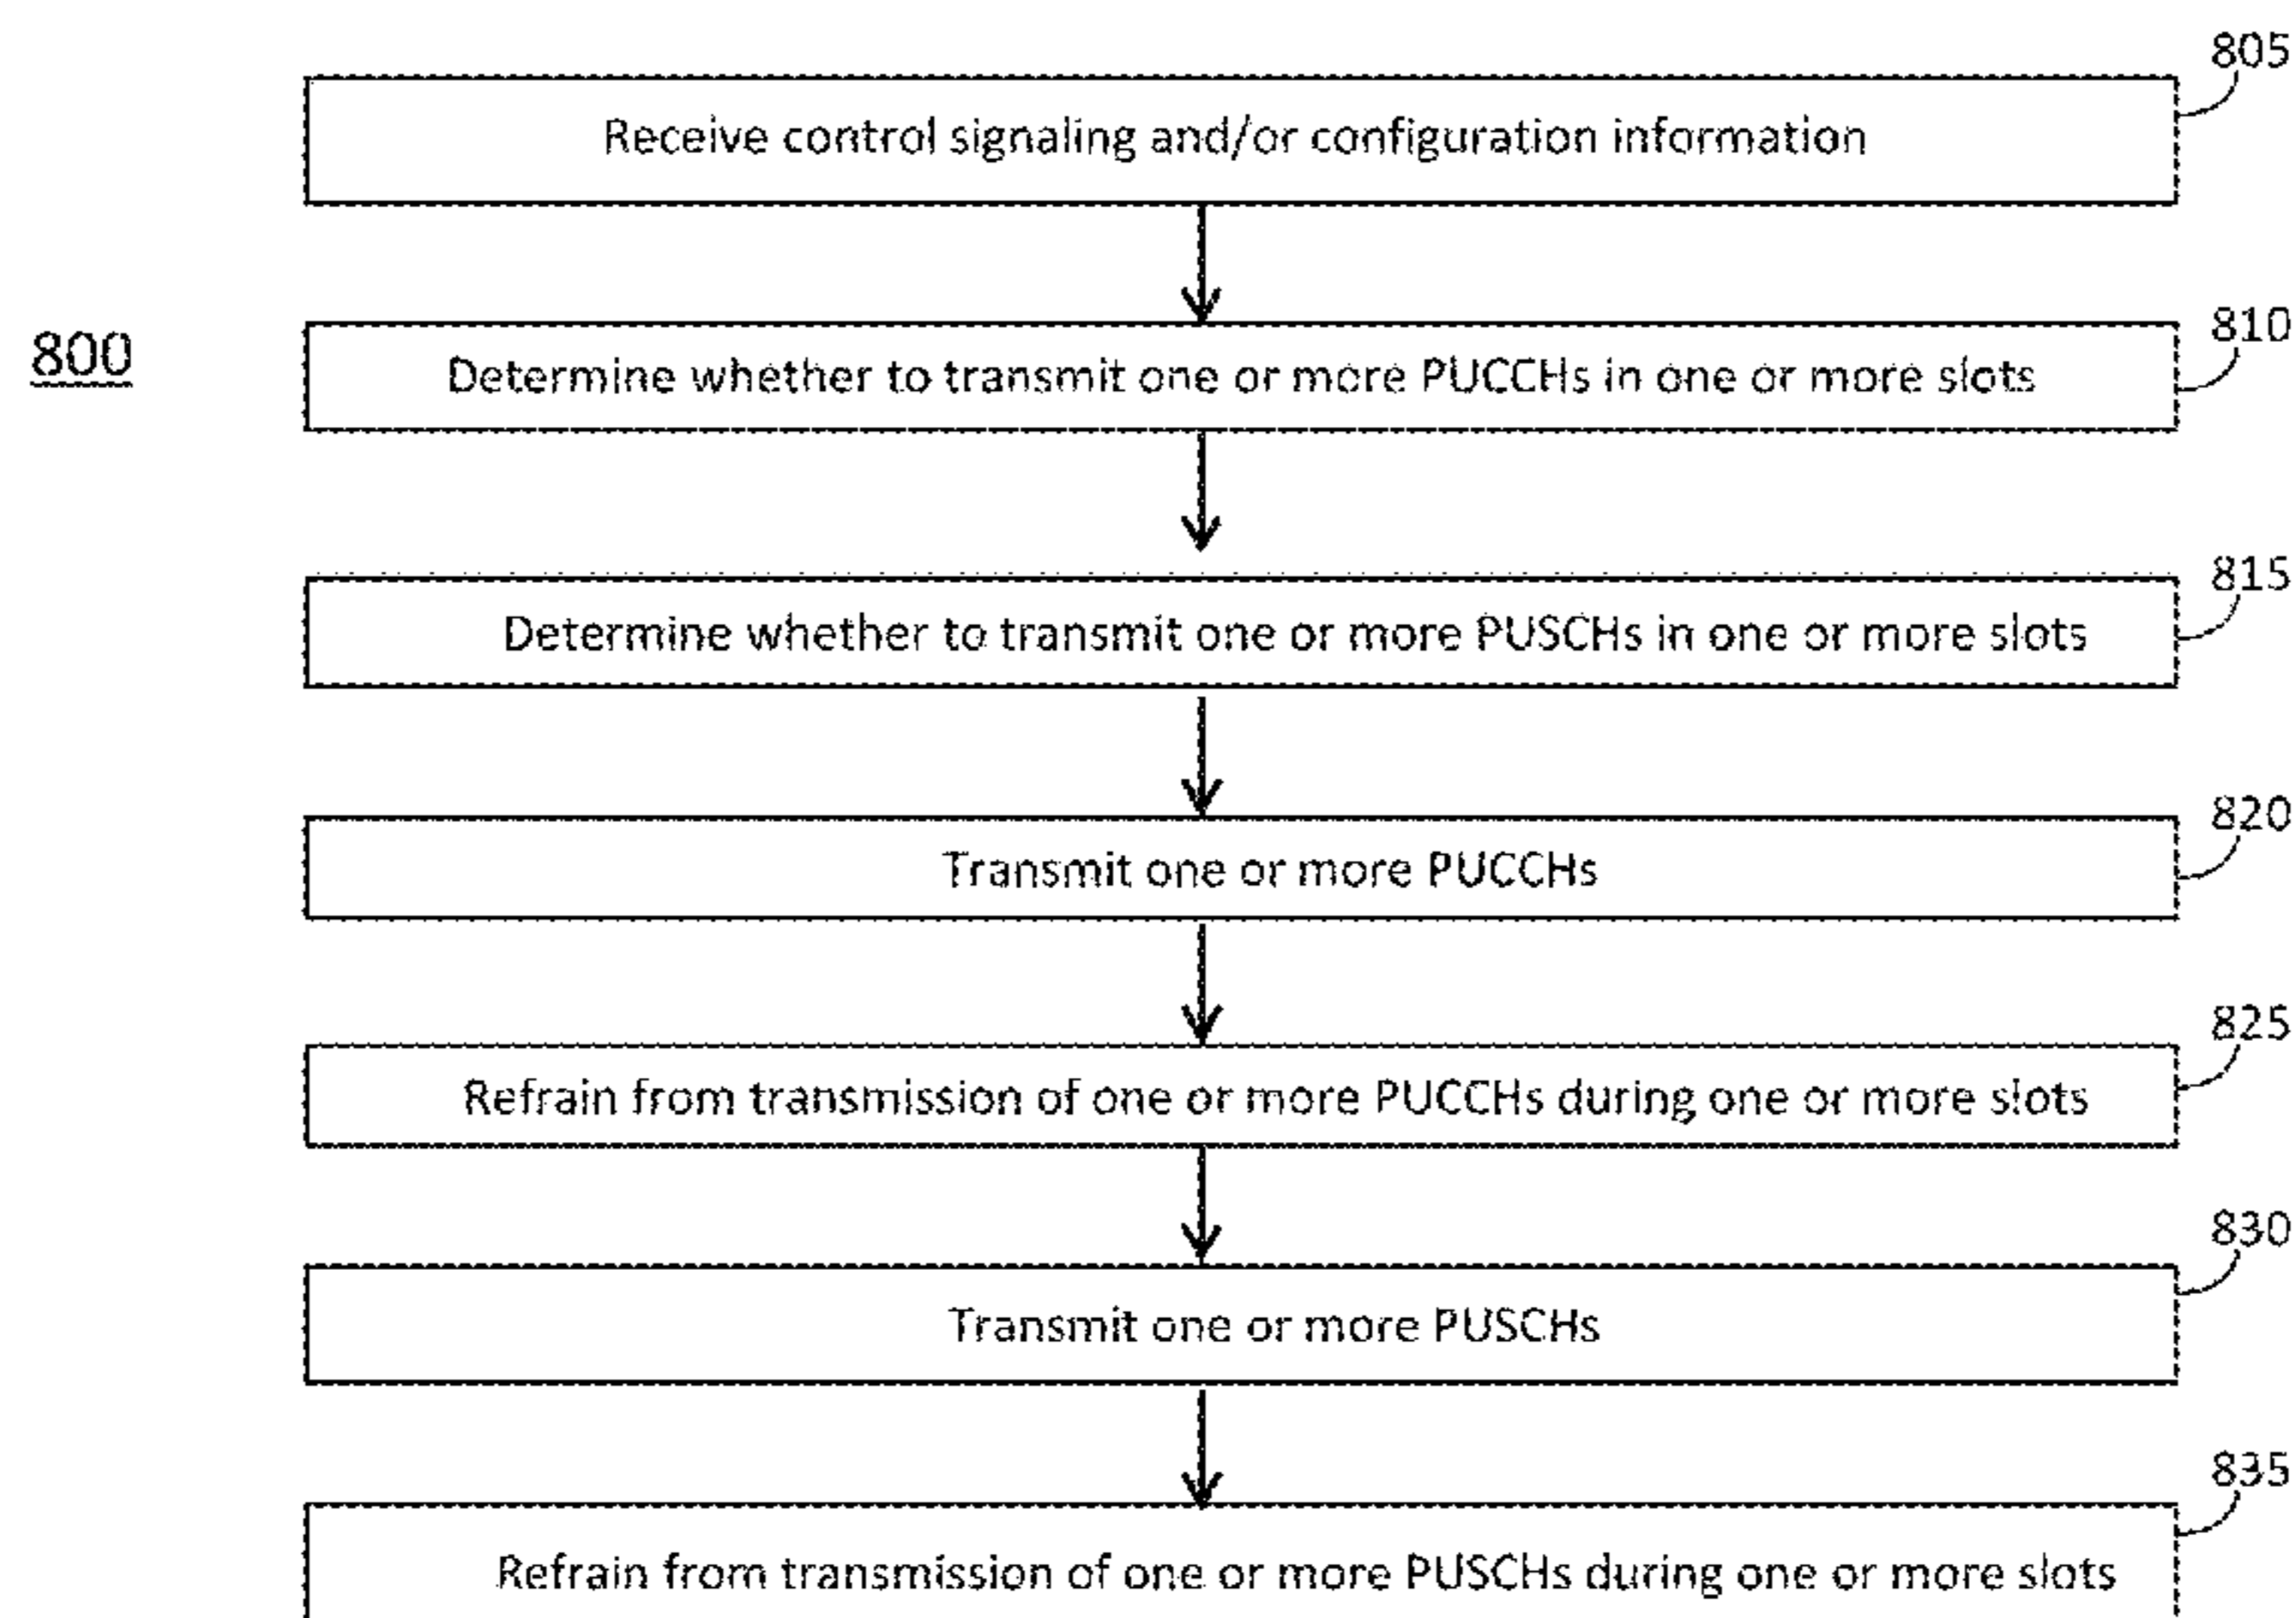 805
Receive control signaling and/or configuration information
810
800
Determine whether to transmit one or more PUCCHs in one or more slots
815
Determine whether to transmit one or more PUSCHs in one or more slots
820
Transmit one or more PUCCHs
825
Refrain from transmission of one or more PUCCHs during one or more slots
830
Transmit one or more PUSCHs
835
Refrain from transmission of one or more PUSCHs during one or more slots